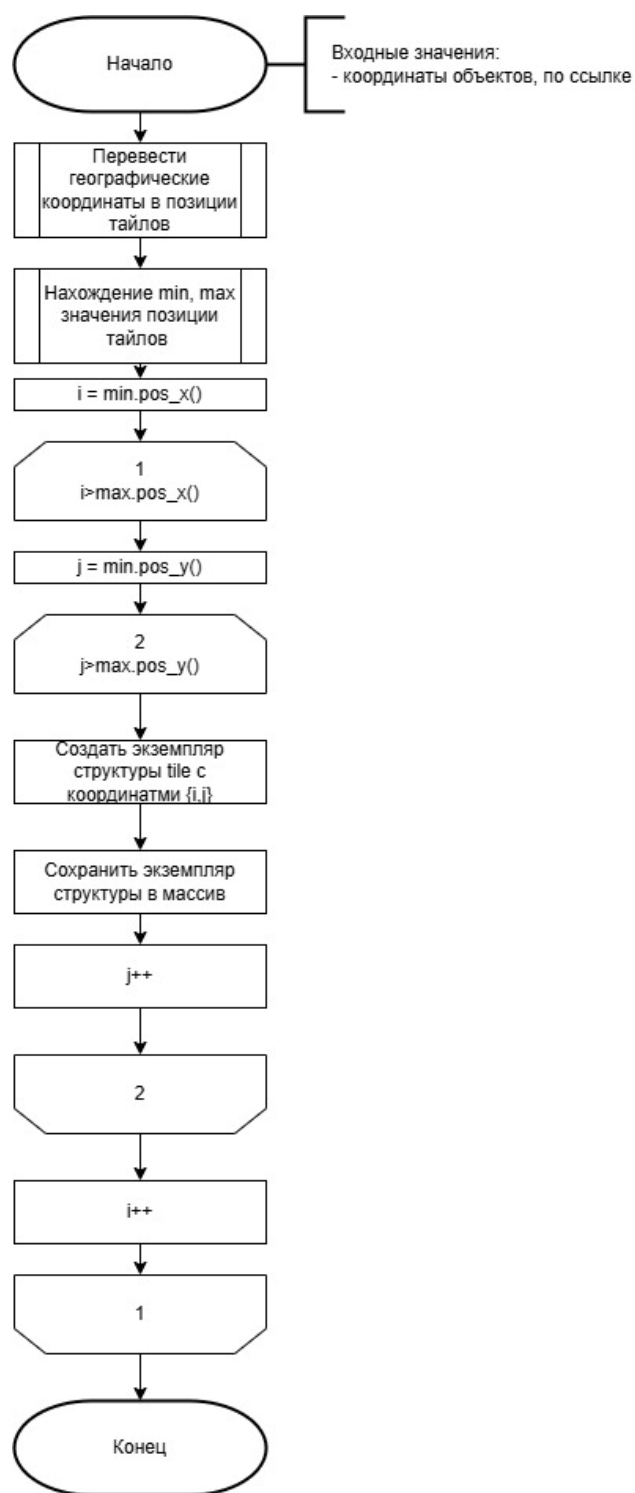 Начало
Входные значения:
- координаты объектов, по ссылке
Перевести
географические
координаты в позиции
тайлов
Нахождение min, max
значения позиции
тайлов
i = min.pos_x()
1
i>max.pos_x()
j = min.pos_y()
2
j>max.pos_y()
Создать экземпляр
структуры tile с
координатми {i,j}
Сохранить экземпляр
структуры в массив
j++
2
i++
1
Конец